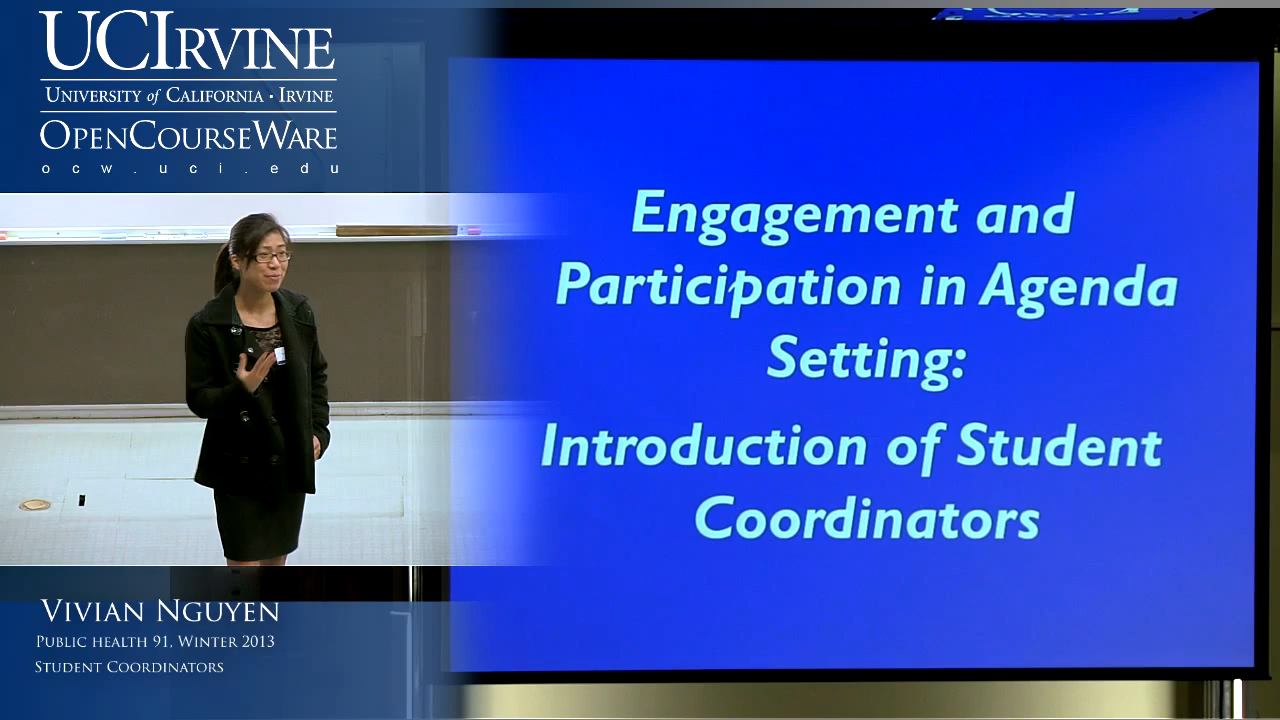 UCIRVINE
UNIVERSITY of CALIFORNIA · IRVINE
OPENCOURSEWARE
ocw.uci.edu
Engagement and
Participation in Agenda
Setting:
Introduction of Student
Coordinators
VIVIAN NGUYEN
PUBLIC HEALTH 91, WINTER 2013
STUDENT COORDINATORS